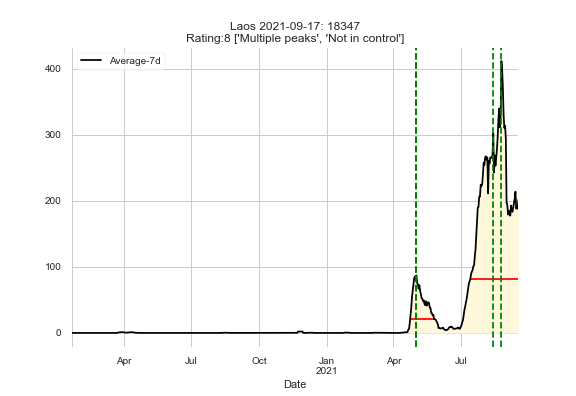 Laos 2021-09-17: 18347
Rating:8 ['Multiple peaks', 'Not in control']
Average-7d
400
300
200
100
0
Apr Jul Oct Jan Apr Jul
2021
Date